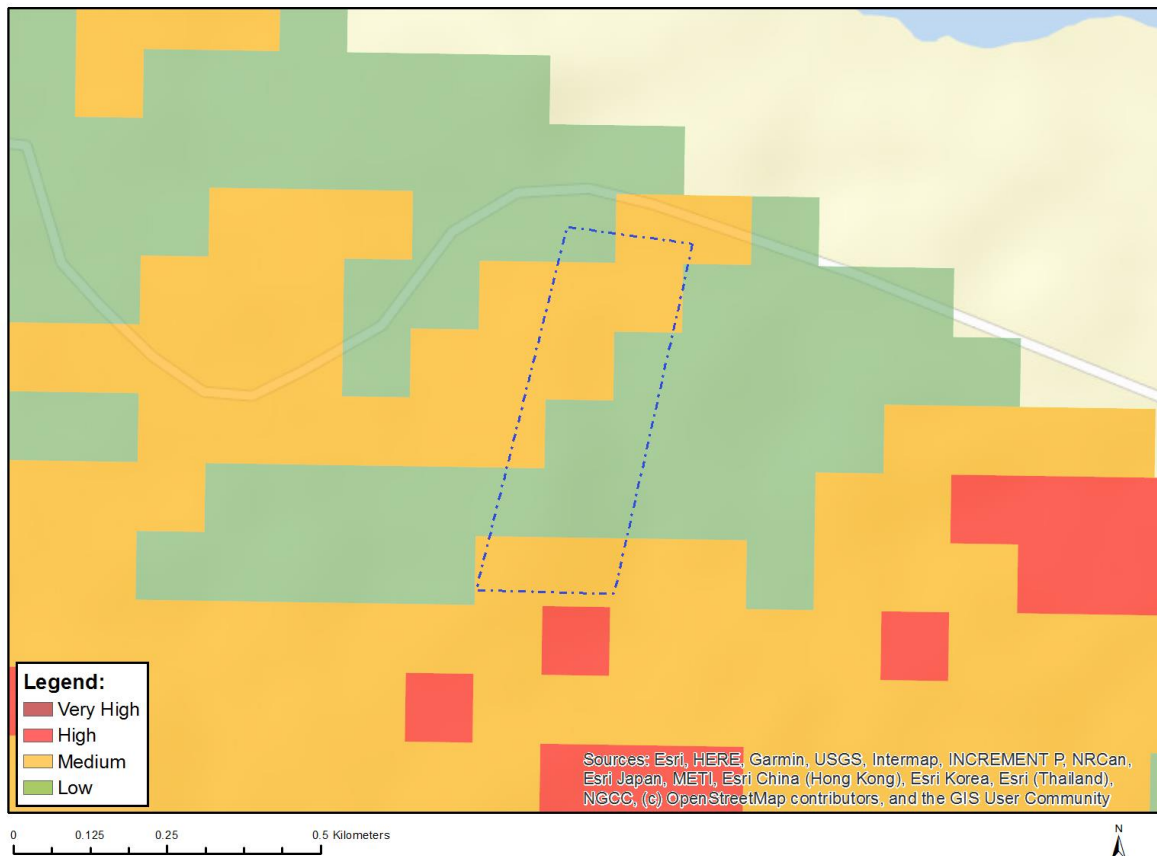 Legend:
Very High
High
Medium
Low
Sources: Esri, HERE, Garmin, USGS, Intermap, INCREMENT P, NRCan,
Esri Japan, METI, Esri China (Hong Kong), Esri Korea, Esri (Thailand),
NGCC, (c) OpenStreetMap contributors, and the GIS User Community
0 0.125 0.25 0.5 Kilometers
N